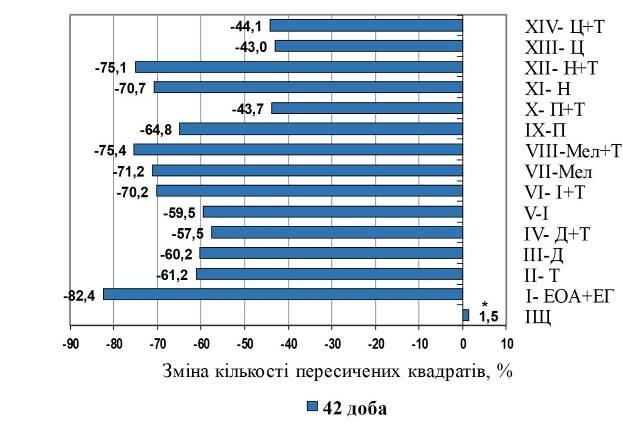 -44,1 XIV- Ц+Т
-43,0 XIII- Ц
-75,1 XII- Н+Т
-70,7 XI- Н
-43,7 X- П+Т
-64,8 IX-П
-75,4 VIII-Мел+Т
-71,2 VII-Мел
-70,2 VI- І+Т
-59,5 V-І
-57,5 IV- Д+Т
-60,2 III-Д
-61,2 II- Т
-82,4 I- ЕОА+ЕГ
* 1,5 ІЩ
-90 -80 -70 -60 -50 -40 -30 -20 -10 0 10
Зміна кількості пересичених квадратів, %
42 доба